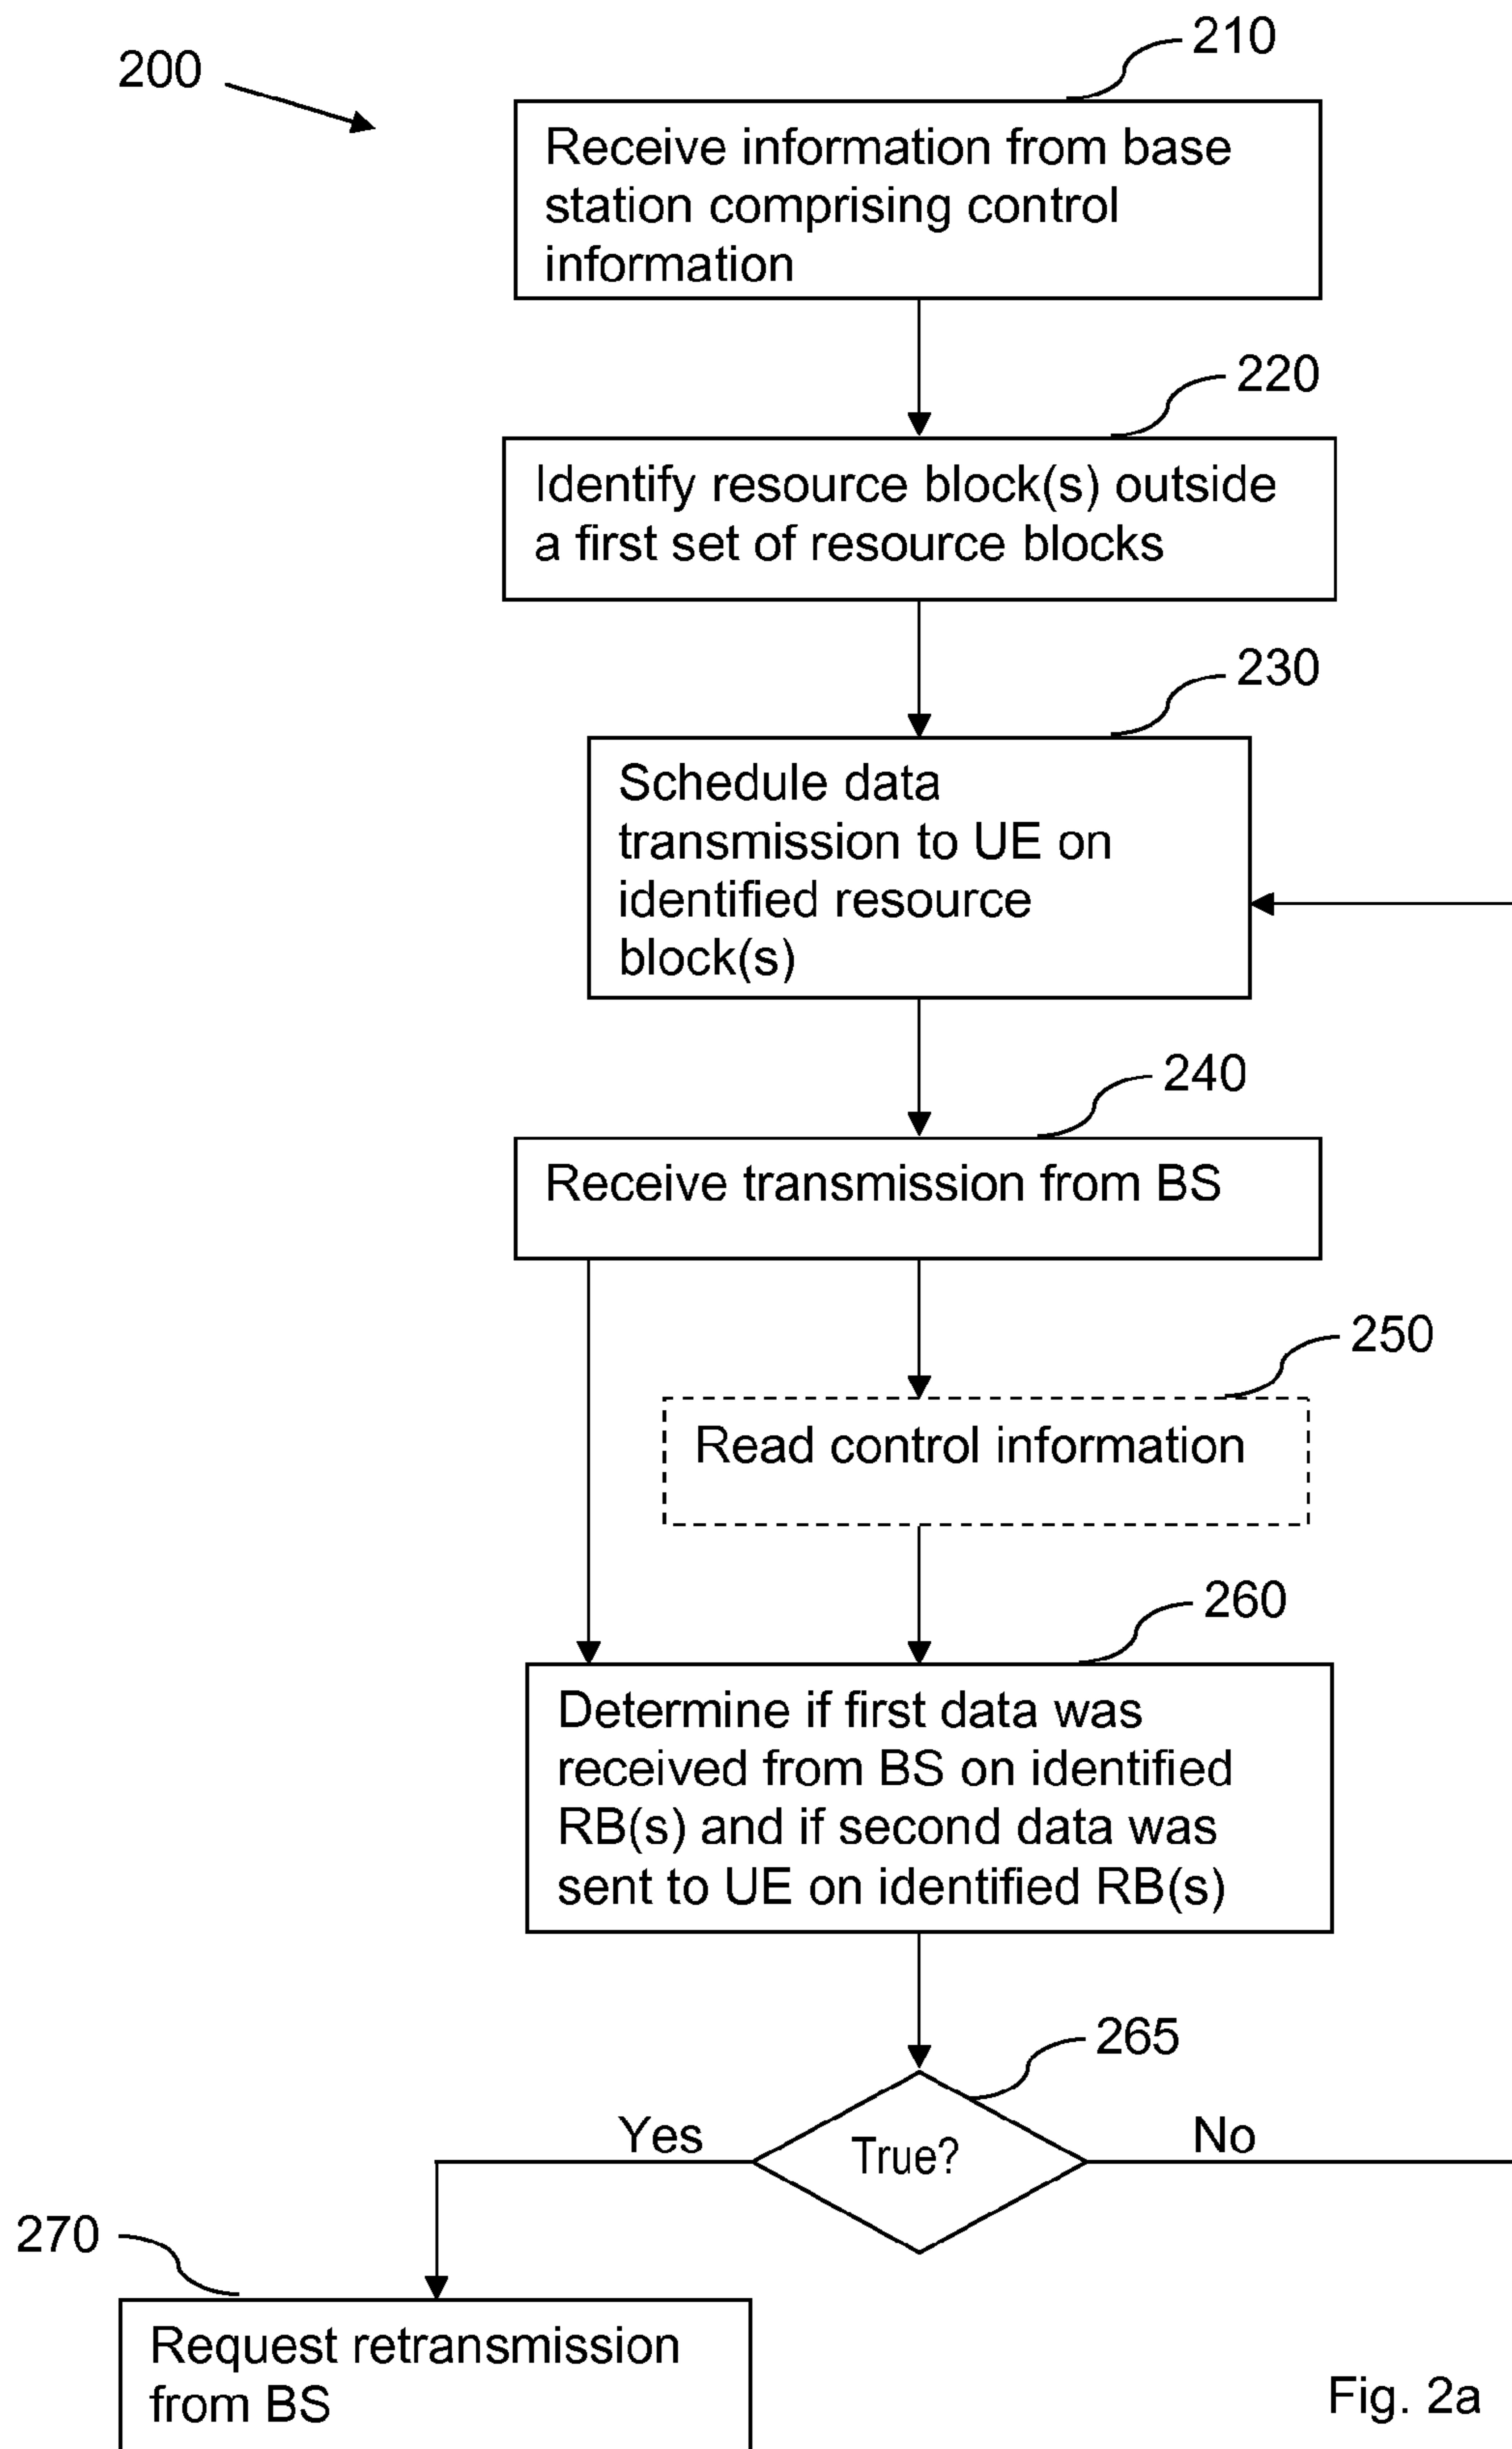 210
200
Receive information from base
station comprising control
information
220
Identify resource block(s) outside
a first set of resource blocks
230
Schedule data
transmission to UE on
identified resource
block(s)
240
Receive transmission from BS
250
Read control information
260
Determine if first data was
received from BS on identified
RB(s) and if second data was
sent to UE on identified RB(s)
265
Yes
True?
No
270
Request retransmission
from BS
Fig. 2a